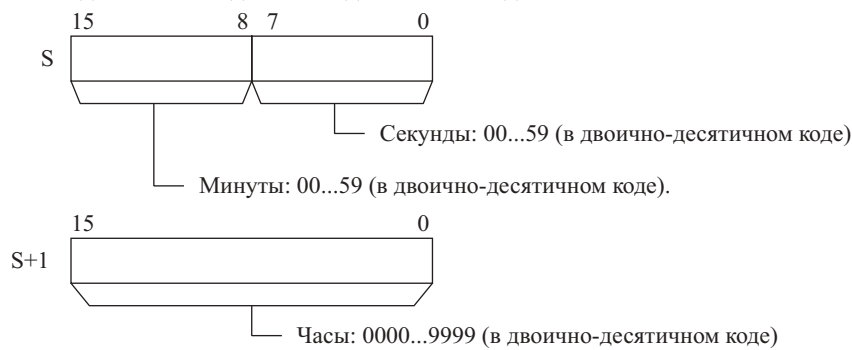 15 8 7 0
S
Секунды: 00...59 (в двоично-десятичном коде)
Минуты: 00...59 (в двоично-десятичном коде).
15 0
S+1
Часы: 0000...9999 (в двоично-десятичном коде)